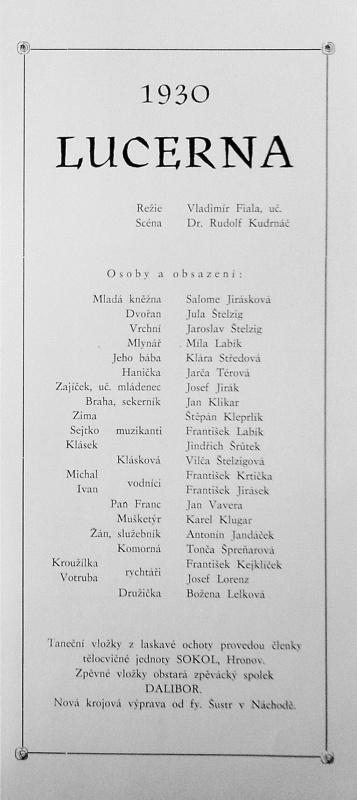 1930
LUCERNA
Režie Vladimír Fiala, uč.
Scéna Dr. Rudolf Kudrnáč
Osoby a obsazení:
Mladá kněžna Salome Jirásková
Dvořan Jula Štelzig
Vrchní Jaroslav Štelzig
Mlynář Míla Labík
Jeho bába Klára Středová
Hanička Jarča Térová
Zajíček, uč. mládenec Josef Jirák
Braha, sekerník Jan Klikar
Zima Štěpán Kleprlík
Sejtko muzikanti František Labík
Klásek Jindřich Šrůtek
Klásková Vilča Štelzigová
Michal František Krtička
vodníci
Ivan František Jirásek
Pan Franc Jan Vavera
Mušketýr Karel Klugar
Žán, služebník Antonín Jandáček
Komorná Tonča Špreňarová
Kroužilka František Kejklíček
rychtáři
Votruba Josef Lorenz
Družička Božena Lelková
Taneční vložky z laskavé ochoty provedou členky
tělocvičné jednoty SOKOL, Hronov.
Zpěvné vložky obstará zpěvácký spolek
DALIBOR.
Nová krojová výprava od fy. Šustr v Náchodě.